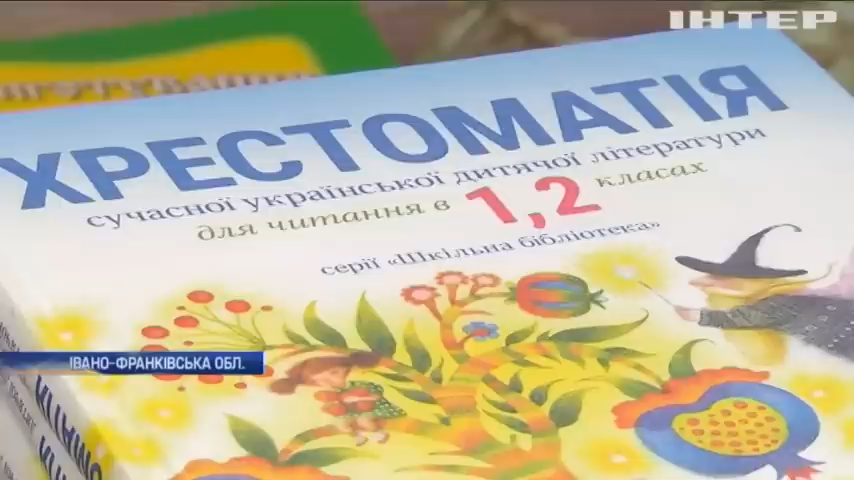 ІНТЕР
ХРЕСТОМАТІЯ
сучасної української дитячої літератури
для читання в 1,2 класах
серії «Шкільна бібліотека»
ІВАНО-ФРАНКІВСЬКА ОБЛ.